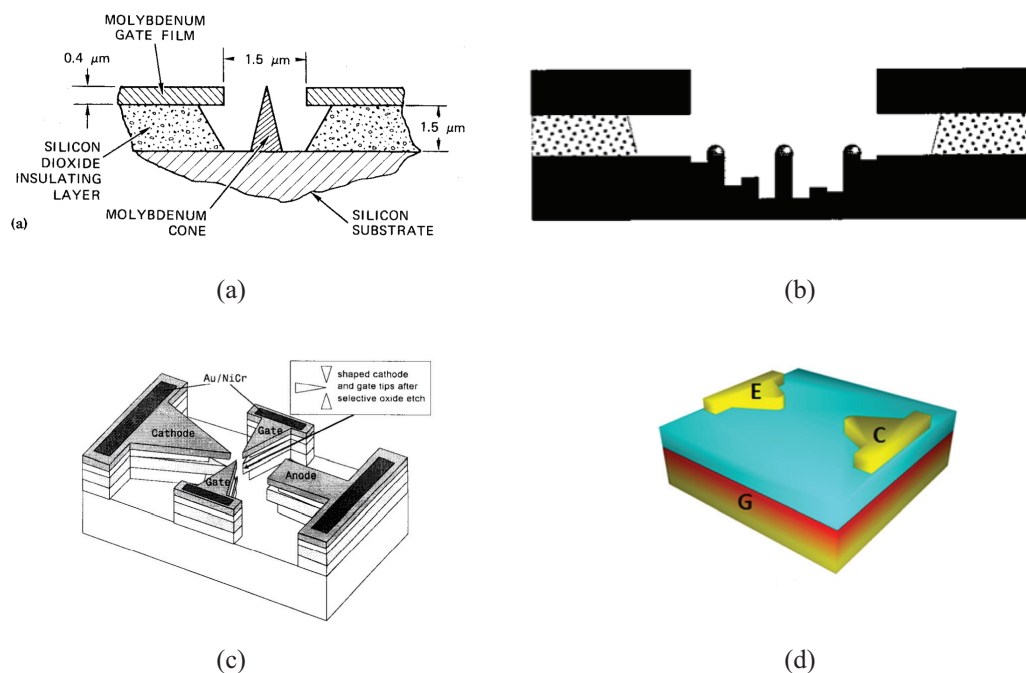 MOLYBDENUM
GATE FILM
0.4 μm
1.5 μm
1.5 μm
SILICON
DIOXIDE
INSULATING
LAYER
MOLYBDENUM
CONE
SILICON
SUBSTRATE
(a)
(a)
(b)
Au/NiCr
shaped cathode
and gate tips after
selective oxide etch
Cathode
Gate
Gate
Anode
E
C
G
(c)
(d)